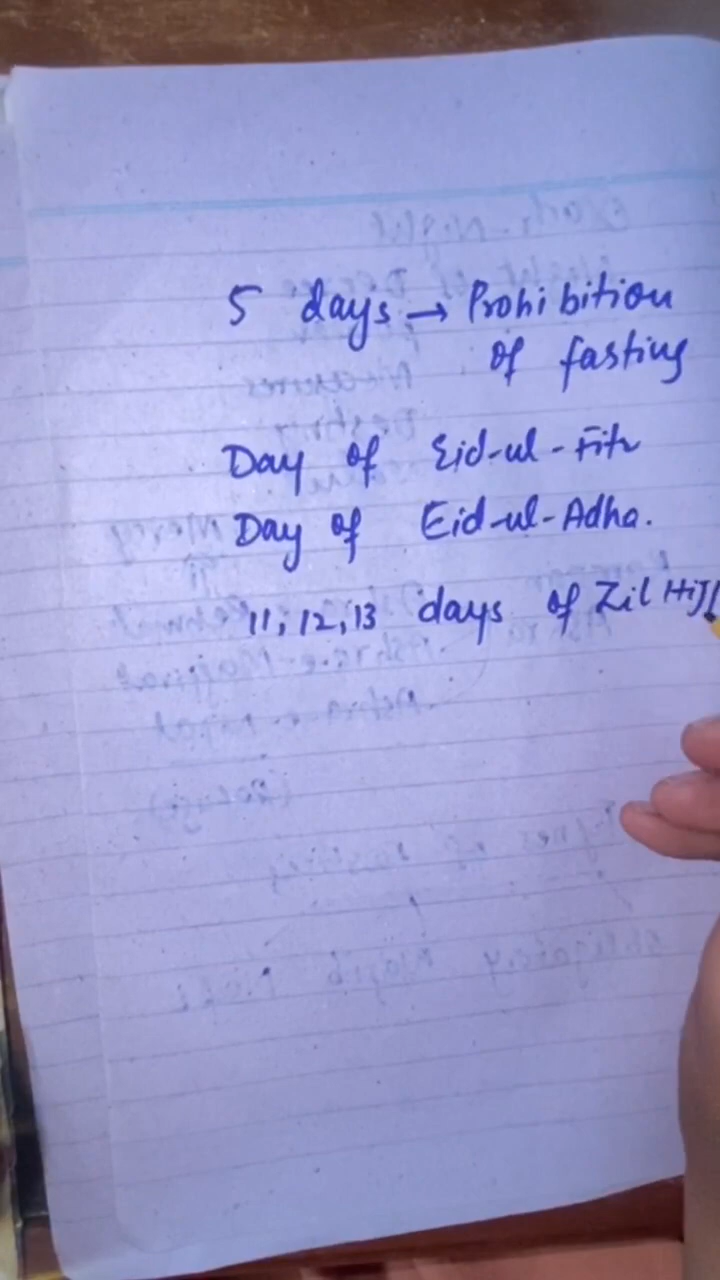 5 days → Prohibition
of fasting
Day of Eid-ul-Fitr
Day of Eid-ul-Adha.
11, 12, 13 days of Zil HiJJ